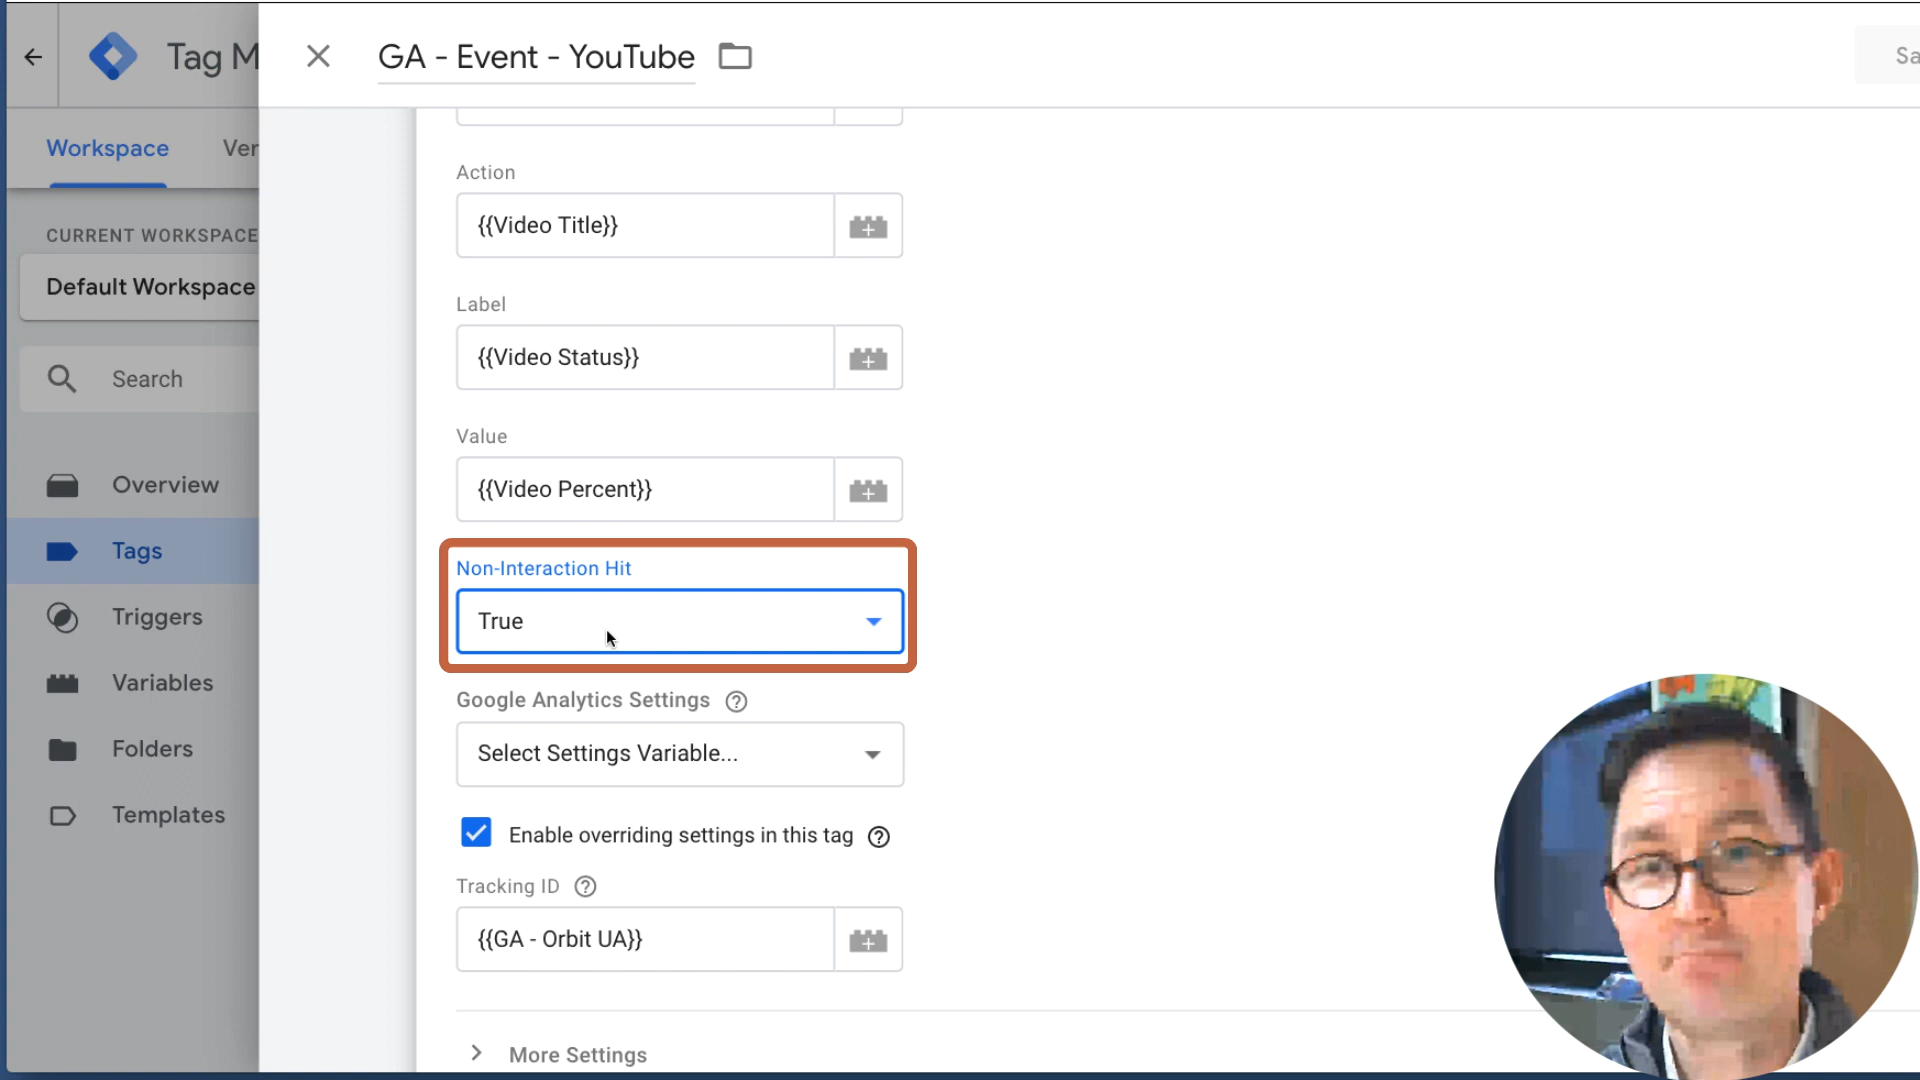 Tag M
GA - Event - YouTube
Sa
Workspace
Ver
CURRENT WORKSPACE
Default Workspace
Search
Overview
Tags
Triggers
Variables
Folders
Templates
Action
{{Video Title}}
Label
{{Video Status}}
Value
{{Video Percent}}
Non-Interaction Hit
True
Google Analytics Settings
Select Settings Variable...
Enable overriding settings in this tag
Tracking ID
{{GA - Orbit UA}}
More Settings